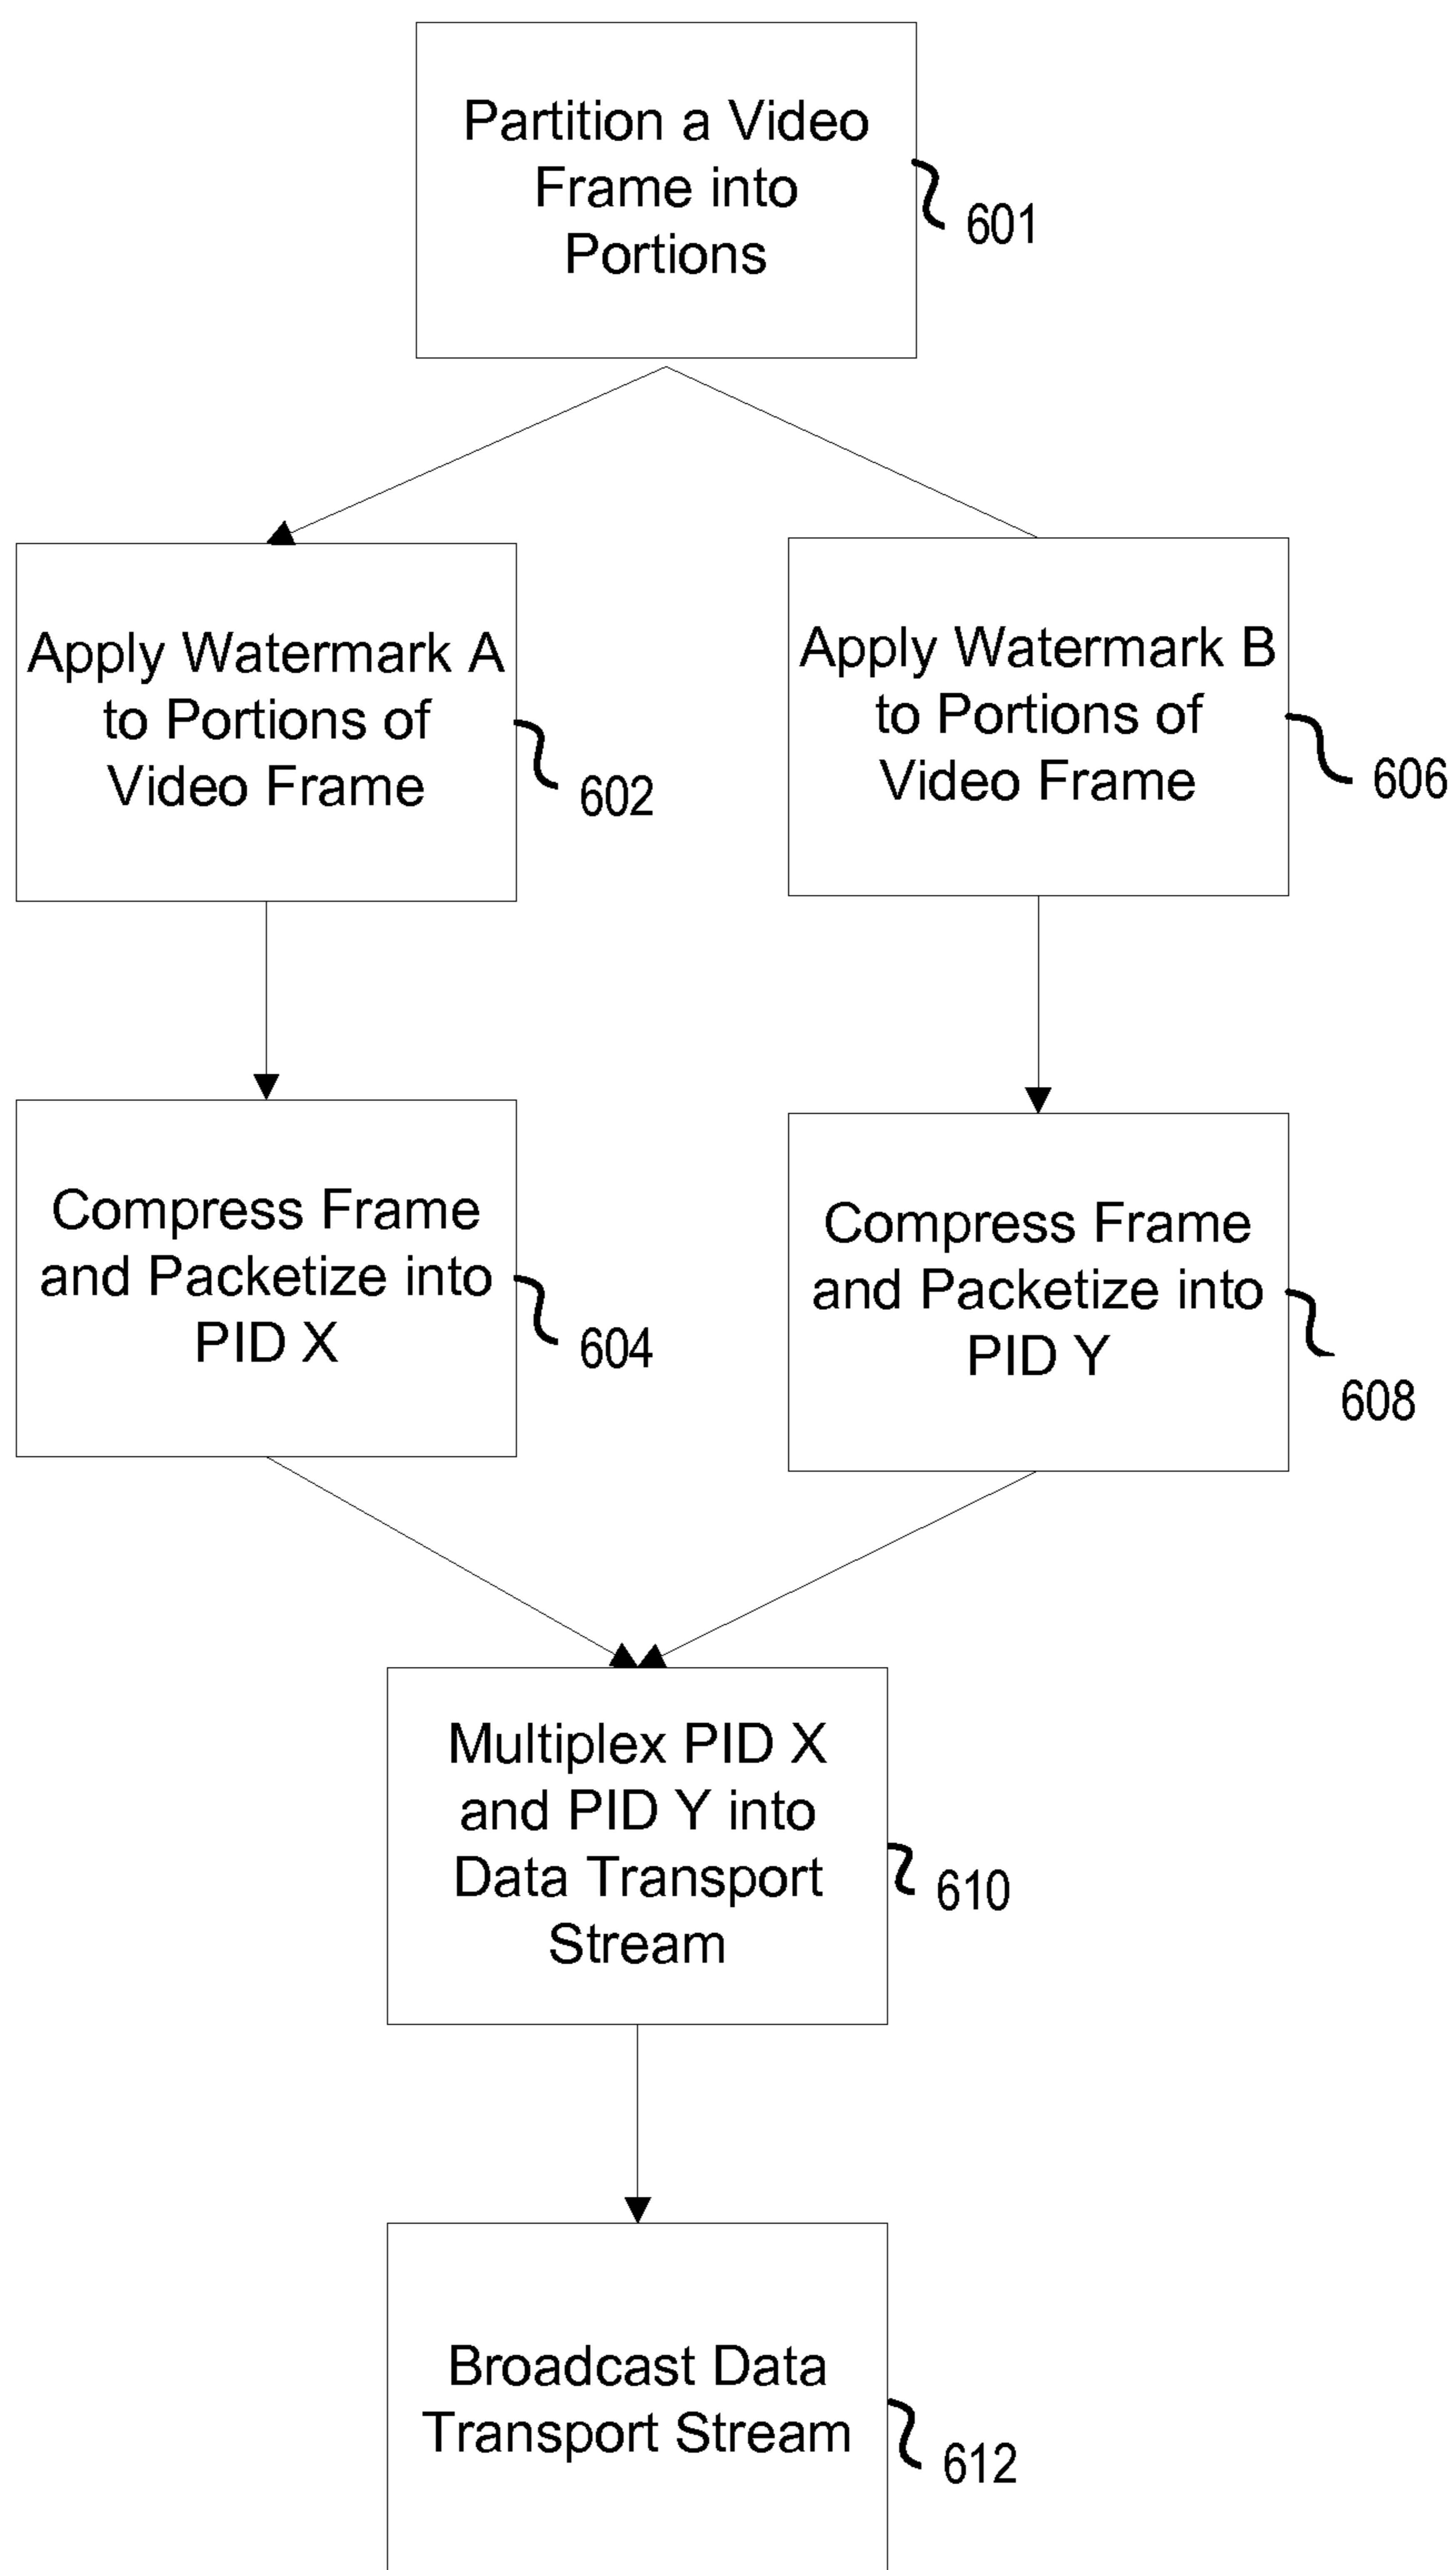 Partition a Video
Frame into
Portions
601
Apply Watermark A
to Portions of
Video Frame
602
Apply Watermark B
to Portions of
Video Frame
606
Compress Frame
and Packetize into
PID X
604
Compress Frame
and Packetize into
PID Y
608
Multiplex PID X
and PID Y into
Data Transport
Stream
610
Broadcast Data
Transport Stream
612